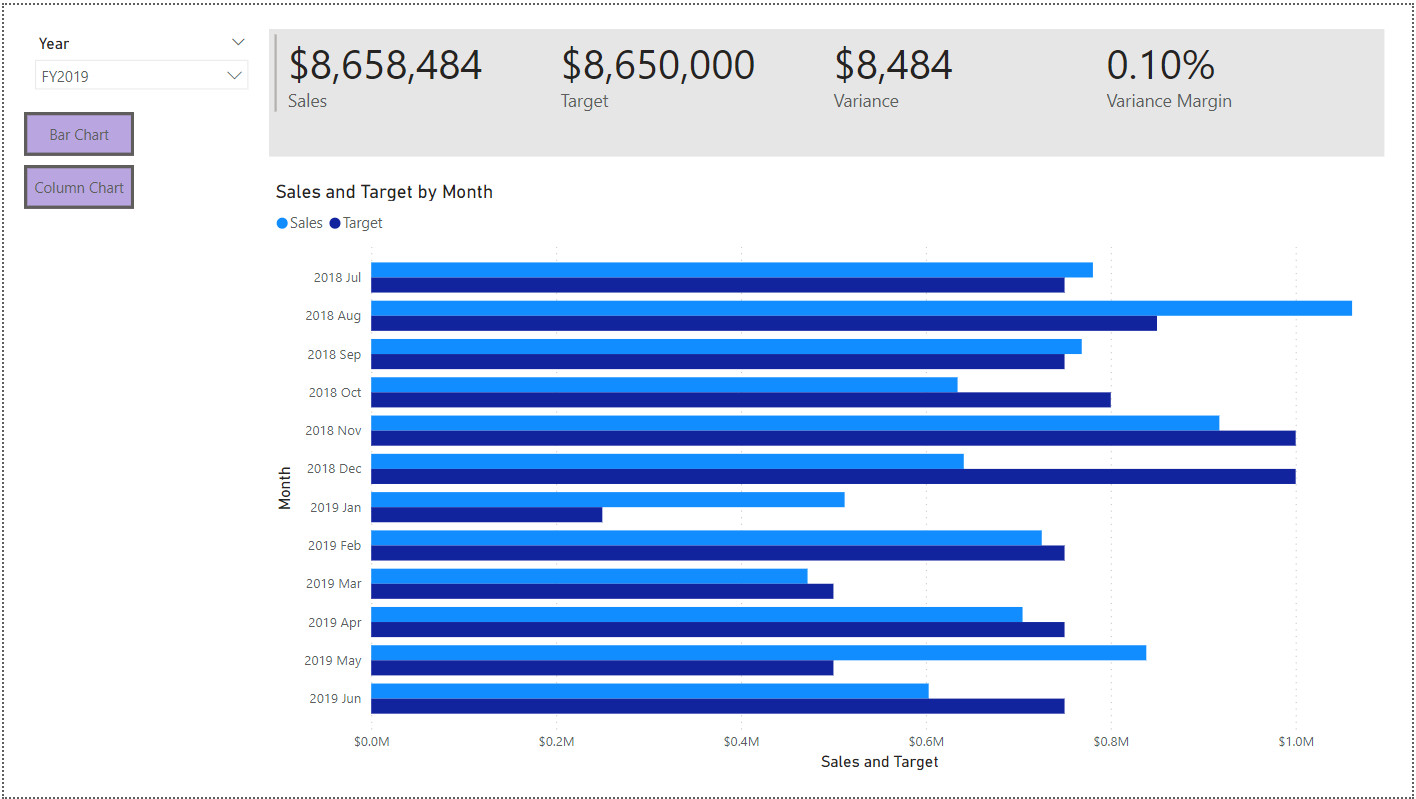 Year
FY2019
Bar Chart
Column Chart
$8,658,484 $8,650,000 $8,484 0.10%
Sales Target Variance Variance Margin
Sales and Target by Month
Sales Target
2018 Jul
2018 Aug
2018 Sep
2018 Oct
2018 Nov
2018 Dec
2019 Jan
2019 Feb
2019 Mar
2019 Apr
2019 May
2019 Jun
Month
$0.0M $0.2M $0.4M $0.6M $0.8M $1.0M
Sales and Target